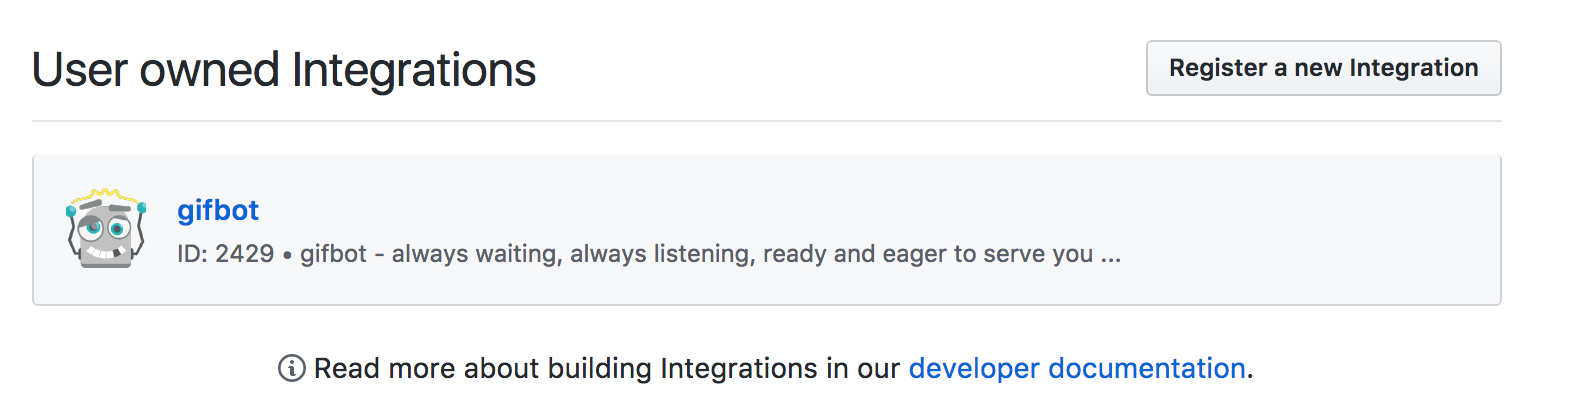 User owned Integrations
Register a new Integration
gifbot
ID: 2429 • gifbot - always waiting, always listening, ready and eager to serve you ...
Read more about building Integrations in our developer documentation.